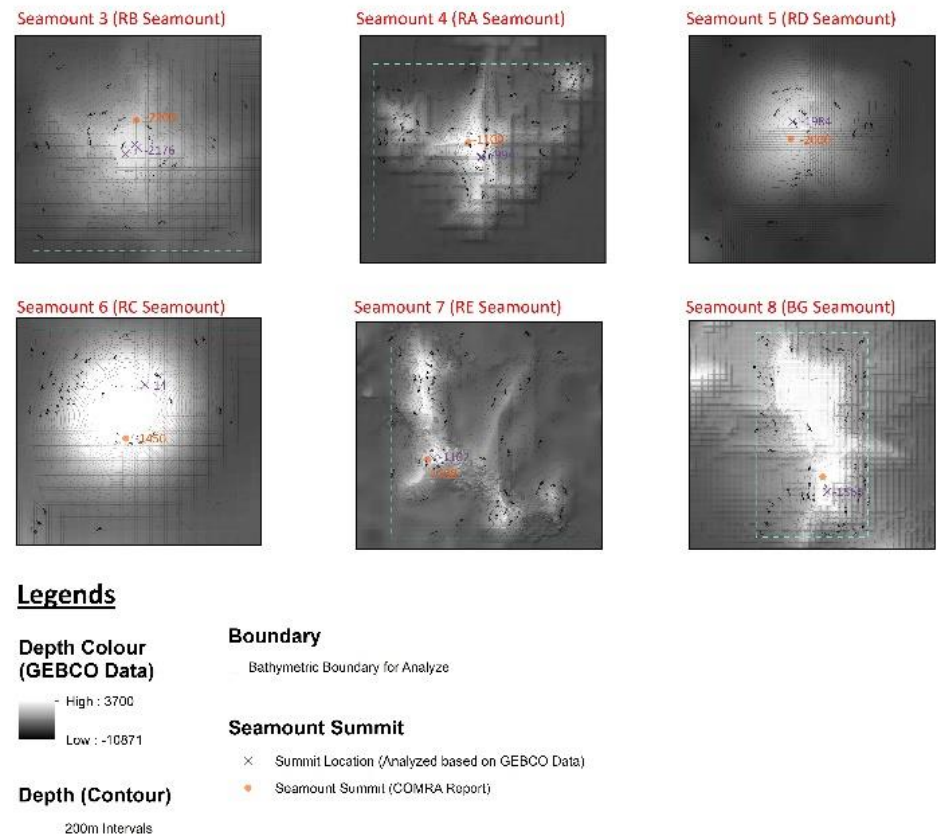 Seamount 3 (RB Seamount)
Seamount 4 (RA Seamount)
Seamount 5 (RD Seamount)
-2176
-1984
-2000
Seamount 6 (RC Seamount)
Seamount 7 (RE Seamount)
Seamount 8 (BG Seamount)
14
-1450
-1107
Legends
Depth Colour
(GEBCO Data)
High : 3700
Low : -10871
Depth (Contour)
200m Intervals
Boundary
Bathymetric Boundary for Analyze
Seamount Summit
Summit Location (Analyzed based on GEBCO Data)
Seamount Summit (COMRA Report)